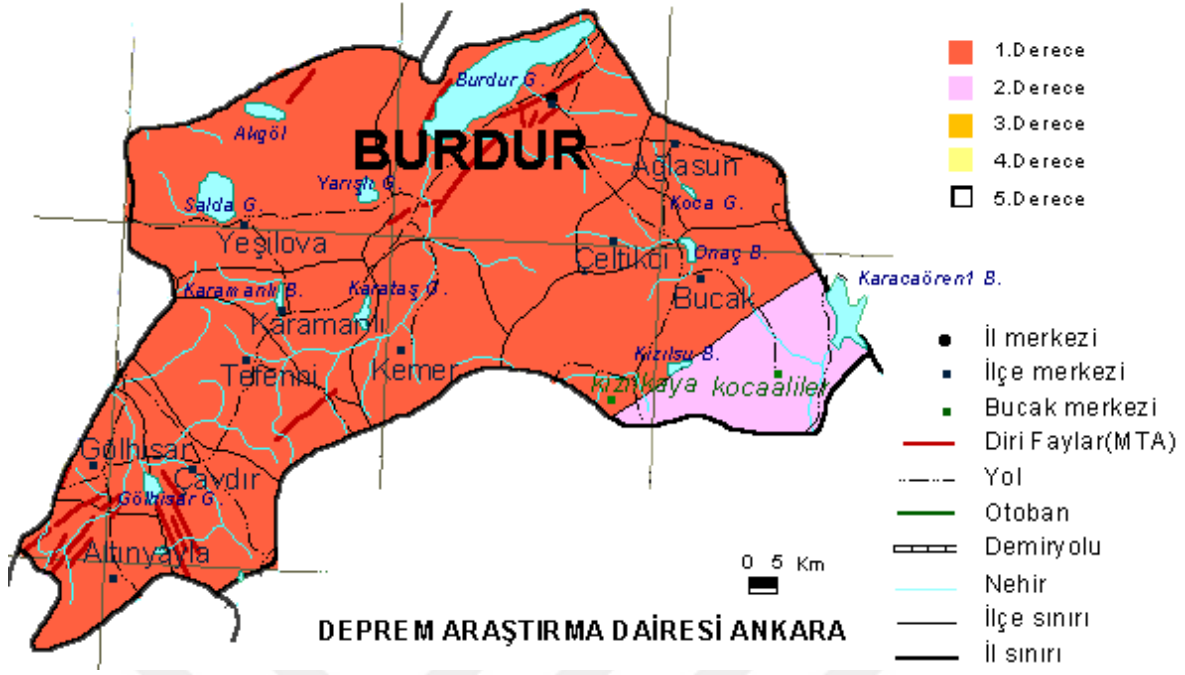 Burdur G.
Akgöl
BURDUR
Ağlasun
Yarışlı G.
Salda G.
Koca G.
Yeşilova
Çeltikçi
Onaç B.
Bucak
Karacaören1 B.
Karamanlı B.
Karataş G.
Karamanlı
Kızılsu B.
Tefenni
Kemer
kızılkaya
kocaaliler
Gölhisar
Çavdır
Gölhisar G.
Altınyayla
1.Derece
2.Derece
3.Derece
4.Derece
5.Derece
İl merkezi
İlçe merkezi
Bucak merkezi
Diri Faylar(MTA)
Yol
Otoban
Demiryolu
Nehir
İlçe sınırı
İl sınırı
0 5 Km
DEPREM ARAŞTIRMA DAİRESİ ANKARA